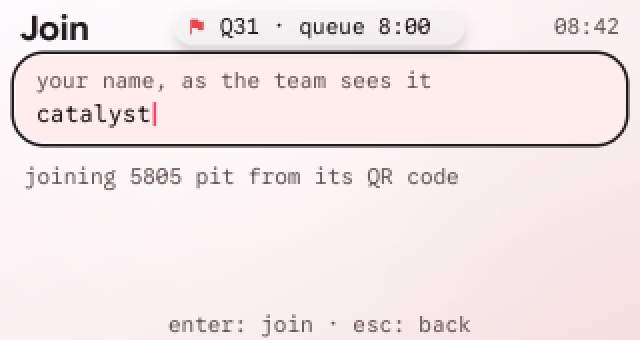 Join
Q31 · queue 8:00
08:42
your name, as the team sees it
catalyst
joining 5805 pit from its QR code
enter: join · esc: back